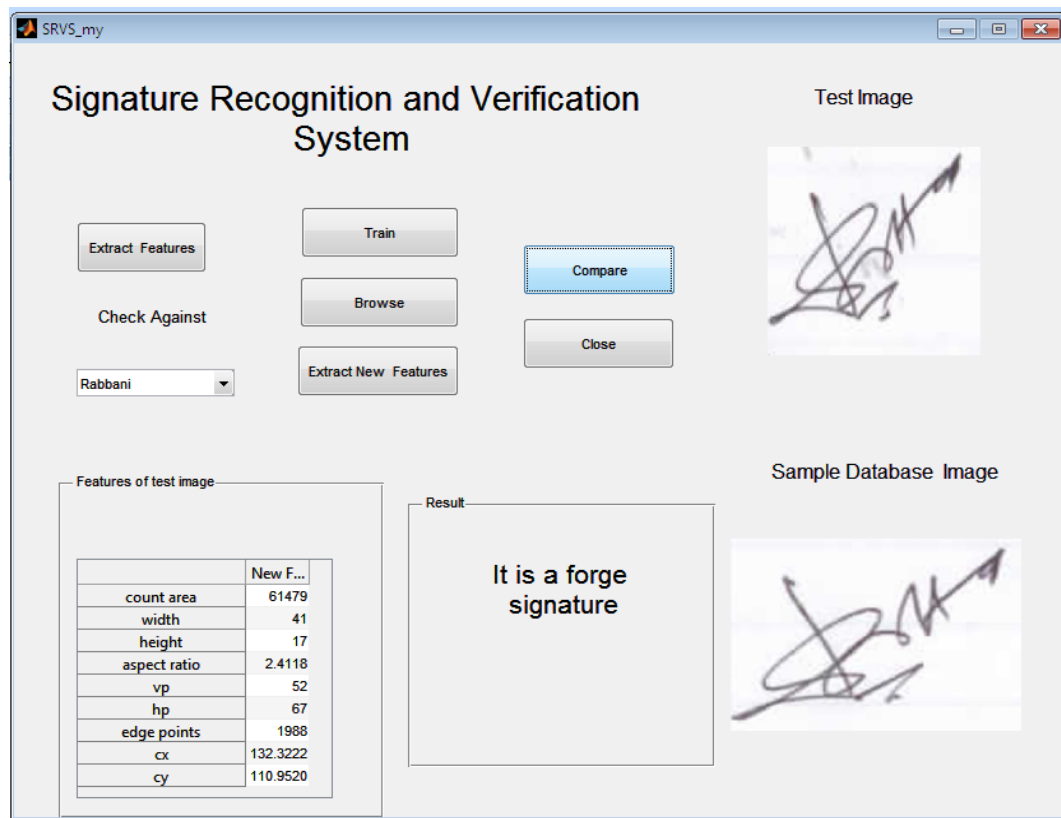 SRVS_my
Signature Recognition and Verification
System
Test Image
Extract Features
Train
Compare
Browse
Check Against
Close
Extract New Features
Rabbani
Sample Database Image
Features of test image
New F...
count area 61479
width 41
height 17
aspect ratio 2.4118
vp 52
hp 67
edge points 1988
cx 132.3222
cy 110.9520
Result
It is a forge
signature